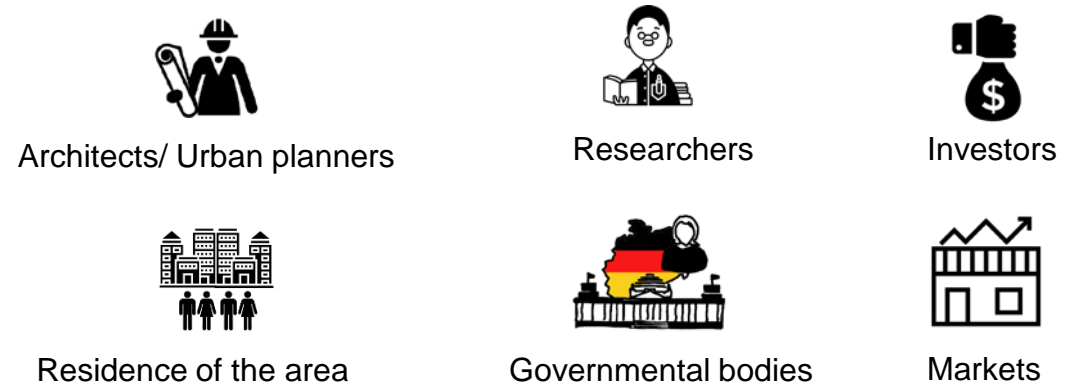 Architects/ Urban planners
Researchers
$
Investors
Residence of the area
Governmental bodies
Markets